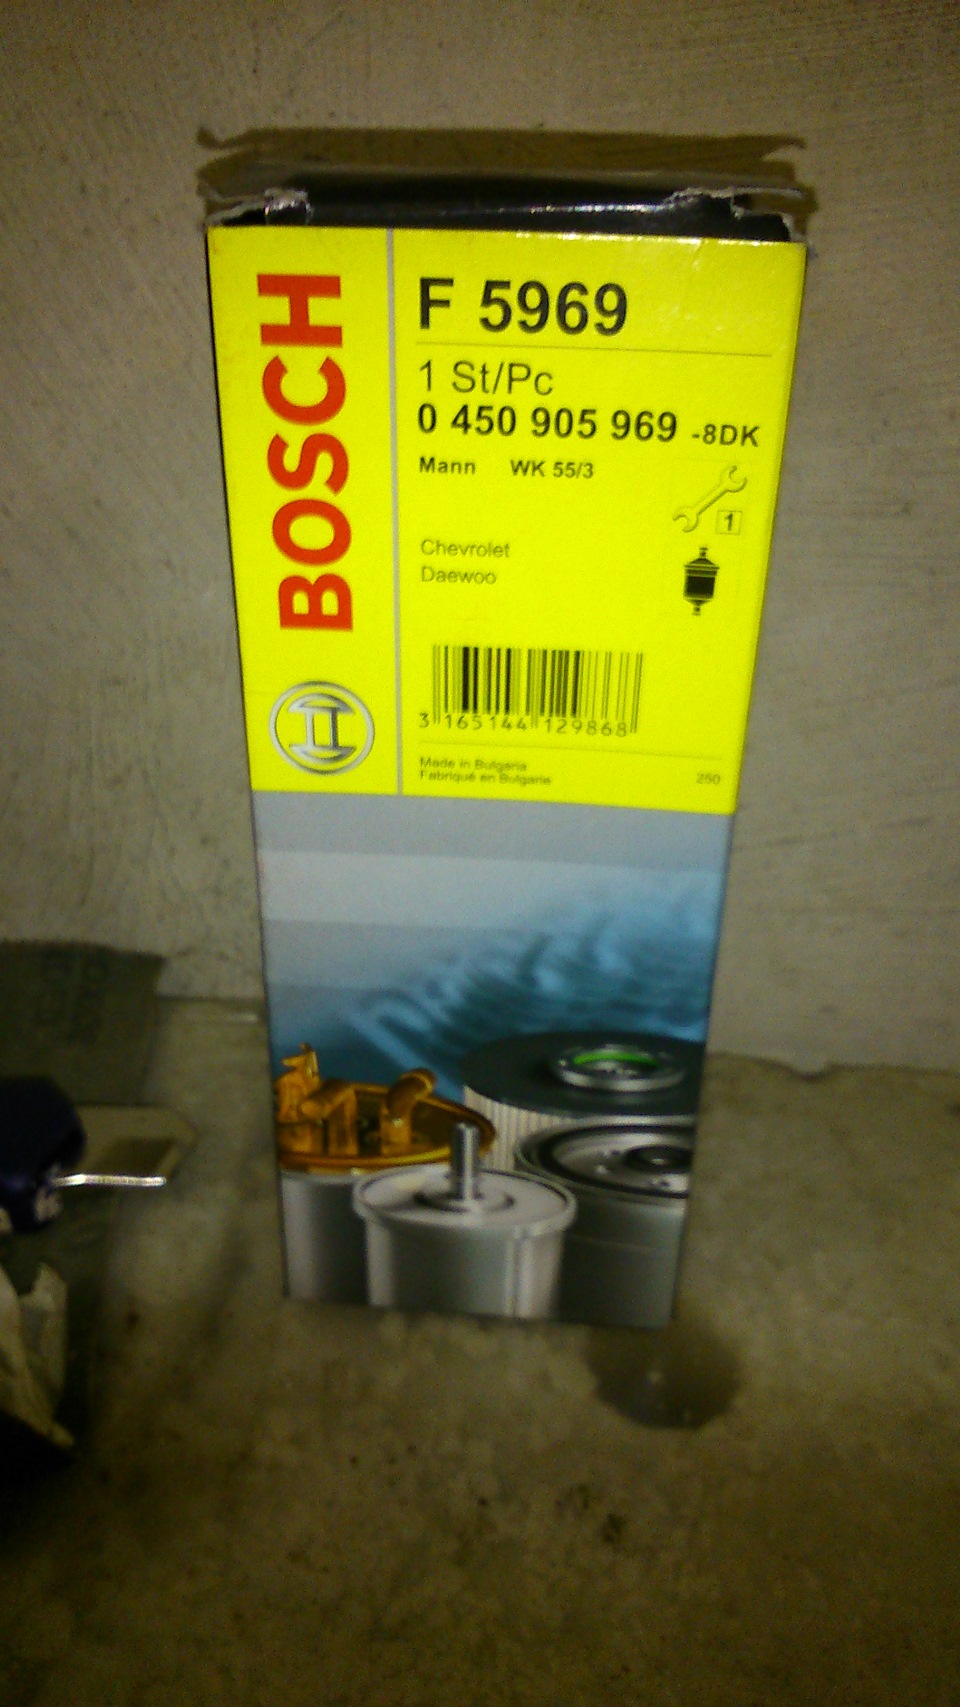 BOSCH
F 5969
1 St/Pc
0 450 905 969 -8DK
Mann WK 55/3
1
Chevrolet
Daewoo
3 165144 129868
Made in Bulgaria
Fabriqué en Bulgarie
250